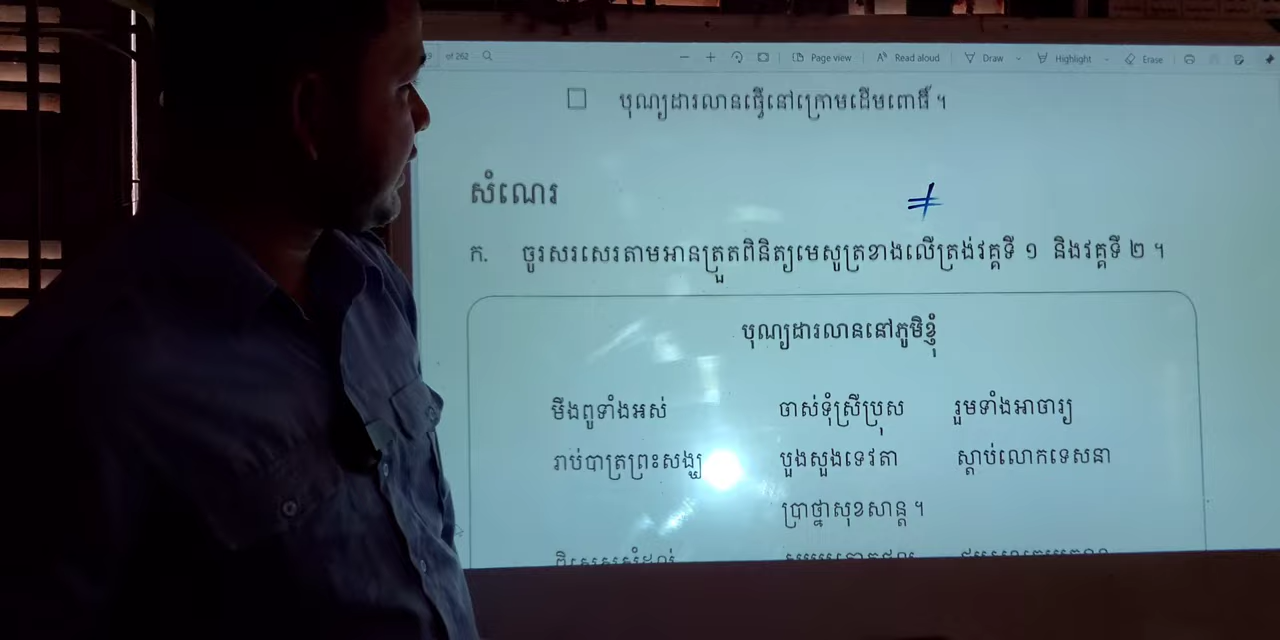 9 of 262 Page view Read aloud Draw Highlight Erase
បុណ្យដារលានធ្វើនៅក្រោមដើមពោធិ៍ ។
សំណេរ
ក. ចូរសរសេរតាមអានត្រួតពិនិត្យមេសូត្រខាងលើត្រង់វគ្គទី ១ និងវគ្គទី ២ ។
បុណ្យដារលាននៅភូមិខ្ញុំ
មីងពូទាំងអស់ ចាស់ទុំស្រីប្រុស រួមទាំងអាចារ្យ
រាប់បាត្រព្រះសង្ឃ បួងសួងទេវតា ស្តាប់លោកទេសនា
ប្រាថ្នាសុខសាន្ត ។